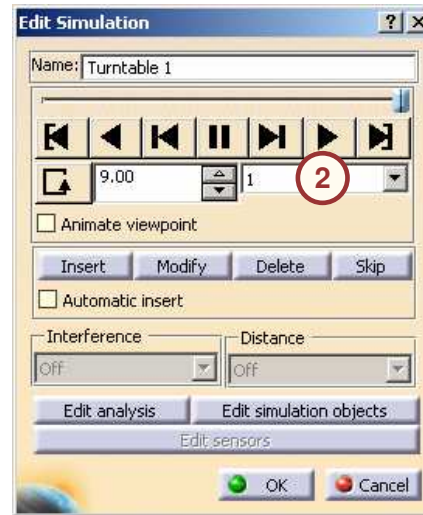 Edit Simulation ? ×
Name: Turntable 1
9.00 1 2
Animate viewpoint
Insert Modify Delete Skip
Automatic insert
Interference Distance
Off Off
Edit analysis Edit simulation objects
Edit sensors
OK Cancel